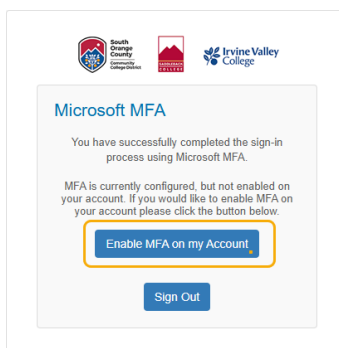 South
Orange
County
Community
College District
SADDLEBACK
COLLEGE
Irvine Valley
College
Microsoft MFA
You have successfully completed the sign-in
process using Microsoft MFA.
MFA is currently configured, but not enabled on
your account. If you would like to enable MFA on
your account please click the button below.
Enable MFA on my Account
Sign Out